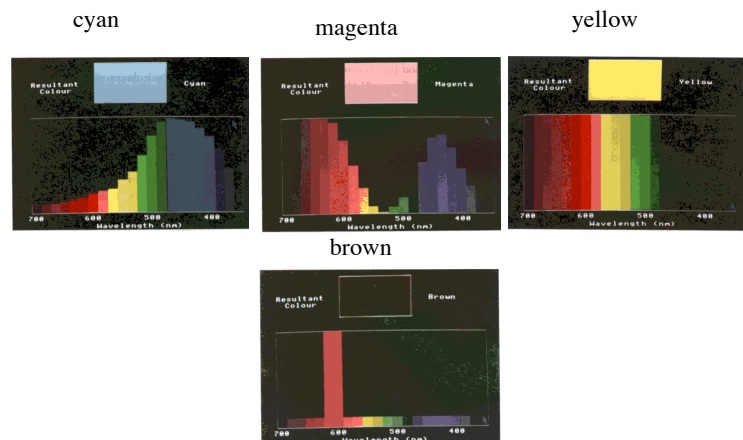 cyan
magenta
yellow
Resultant Colour Cyan
700 600 500 400
Wavelength (nm)
Resultant Colour Magenta
700 600 500 400
Wavelength (nm)
Resultant Colour Yellow
700 600 500 400
Wavelength (nm)
brown
Resultant Colour Brown
700 600 500 400
Wavelength (nm)